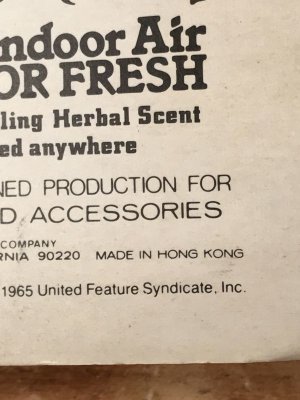 Indoor Air
OR FRESH
ling Herbal Scent
ed anywhere
NED PRODUCTION FOR
D ACCESSORIES
COMPANY
RNIA 90220 MADE IN HONG KONG
1965 United Feature Syndicate, Inc.